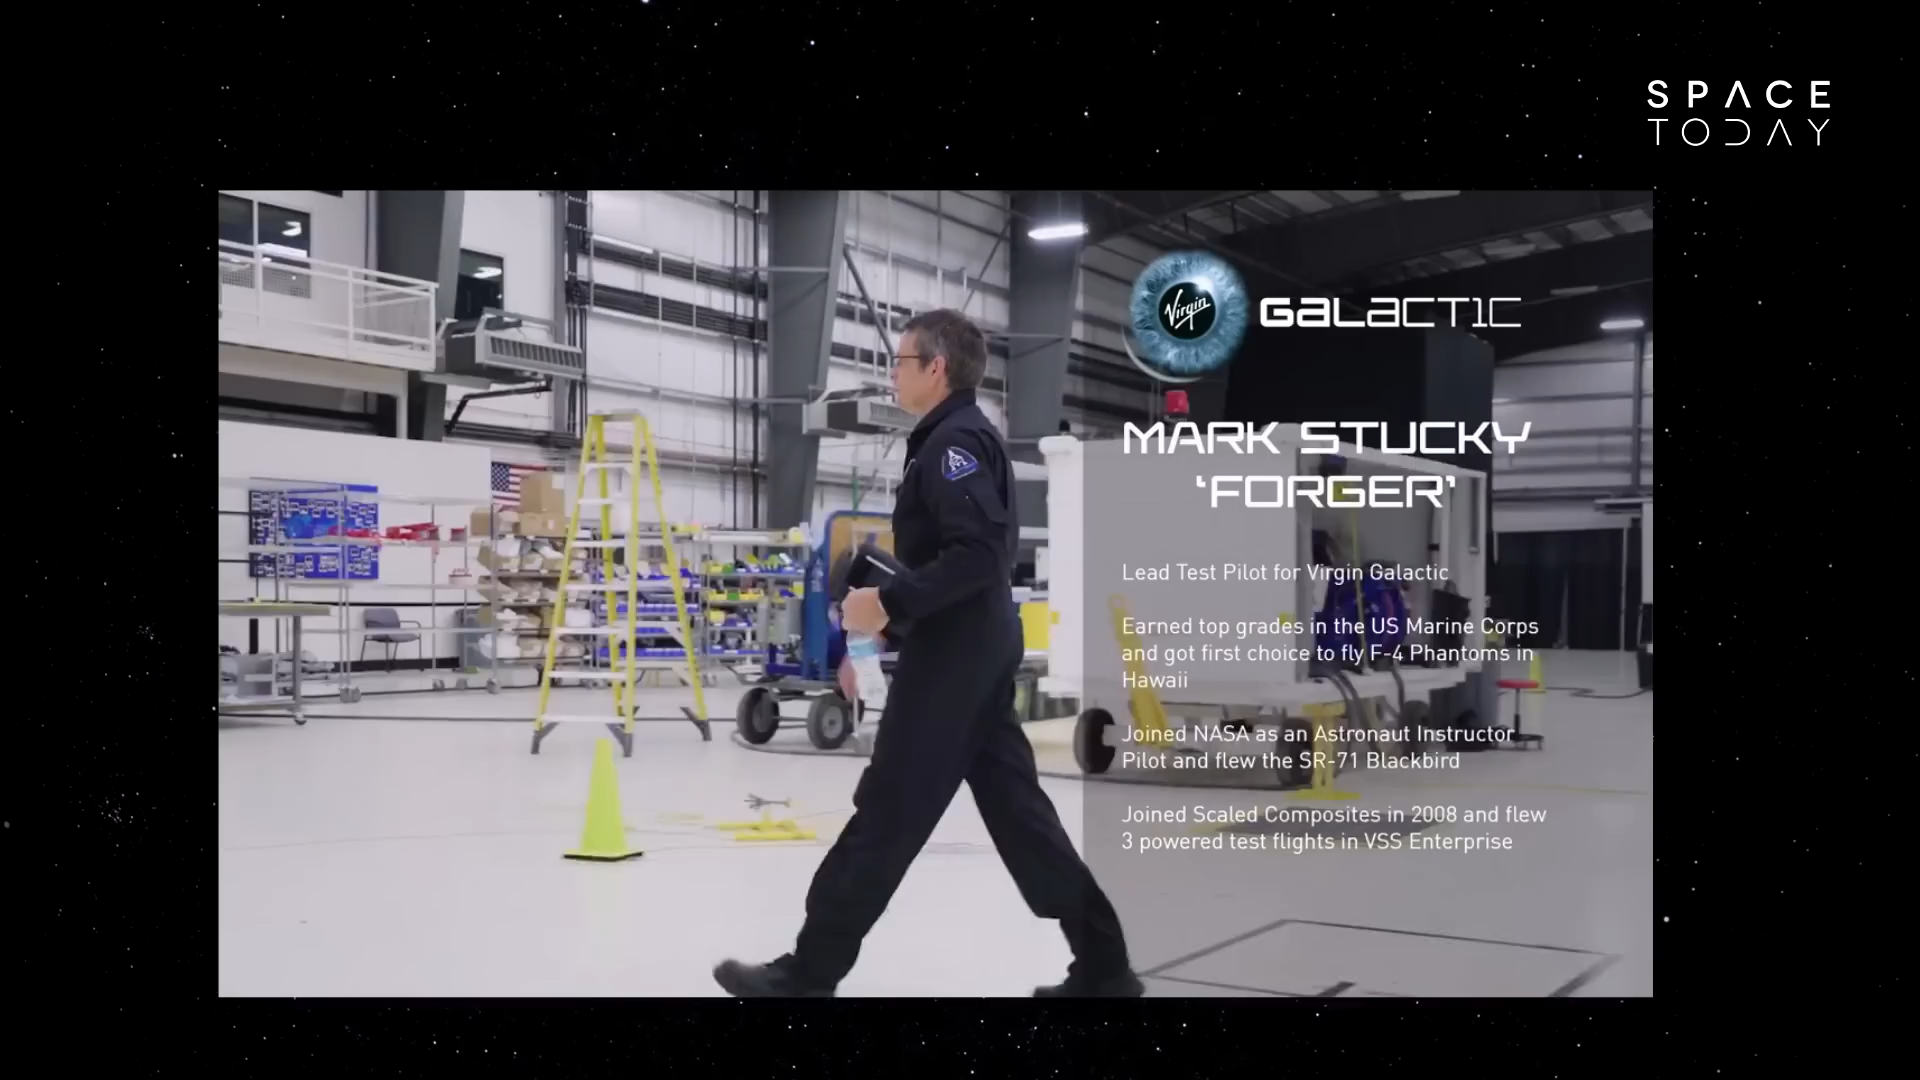 SPACE
TODAY
Virgin
GALACTIC
MARK STUCKY
‘FORGER’
Lead Test Pilot for Virgin Galactic
Earned top grades in the US Marine Corps
and got first choice to fly F-4 Phantoms in
Hawaii
Joined NASA as an Astronaut Instructor
Pilot and flew the SR-71 Blackbird
Joined Scaled Composites in 2008 and flew
3 powered test flights in VSS Enterprise